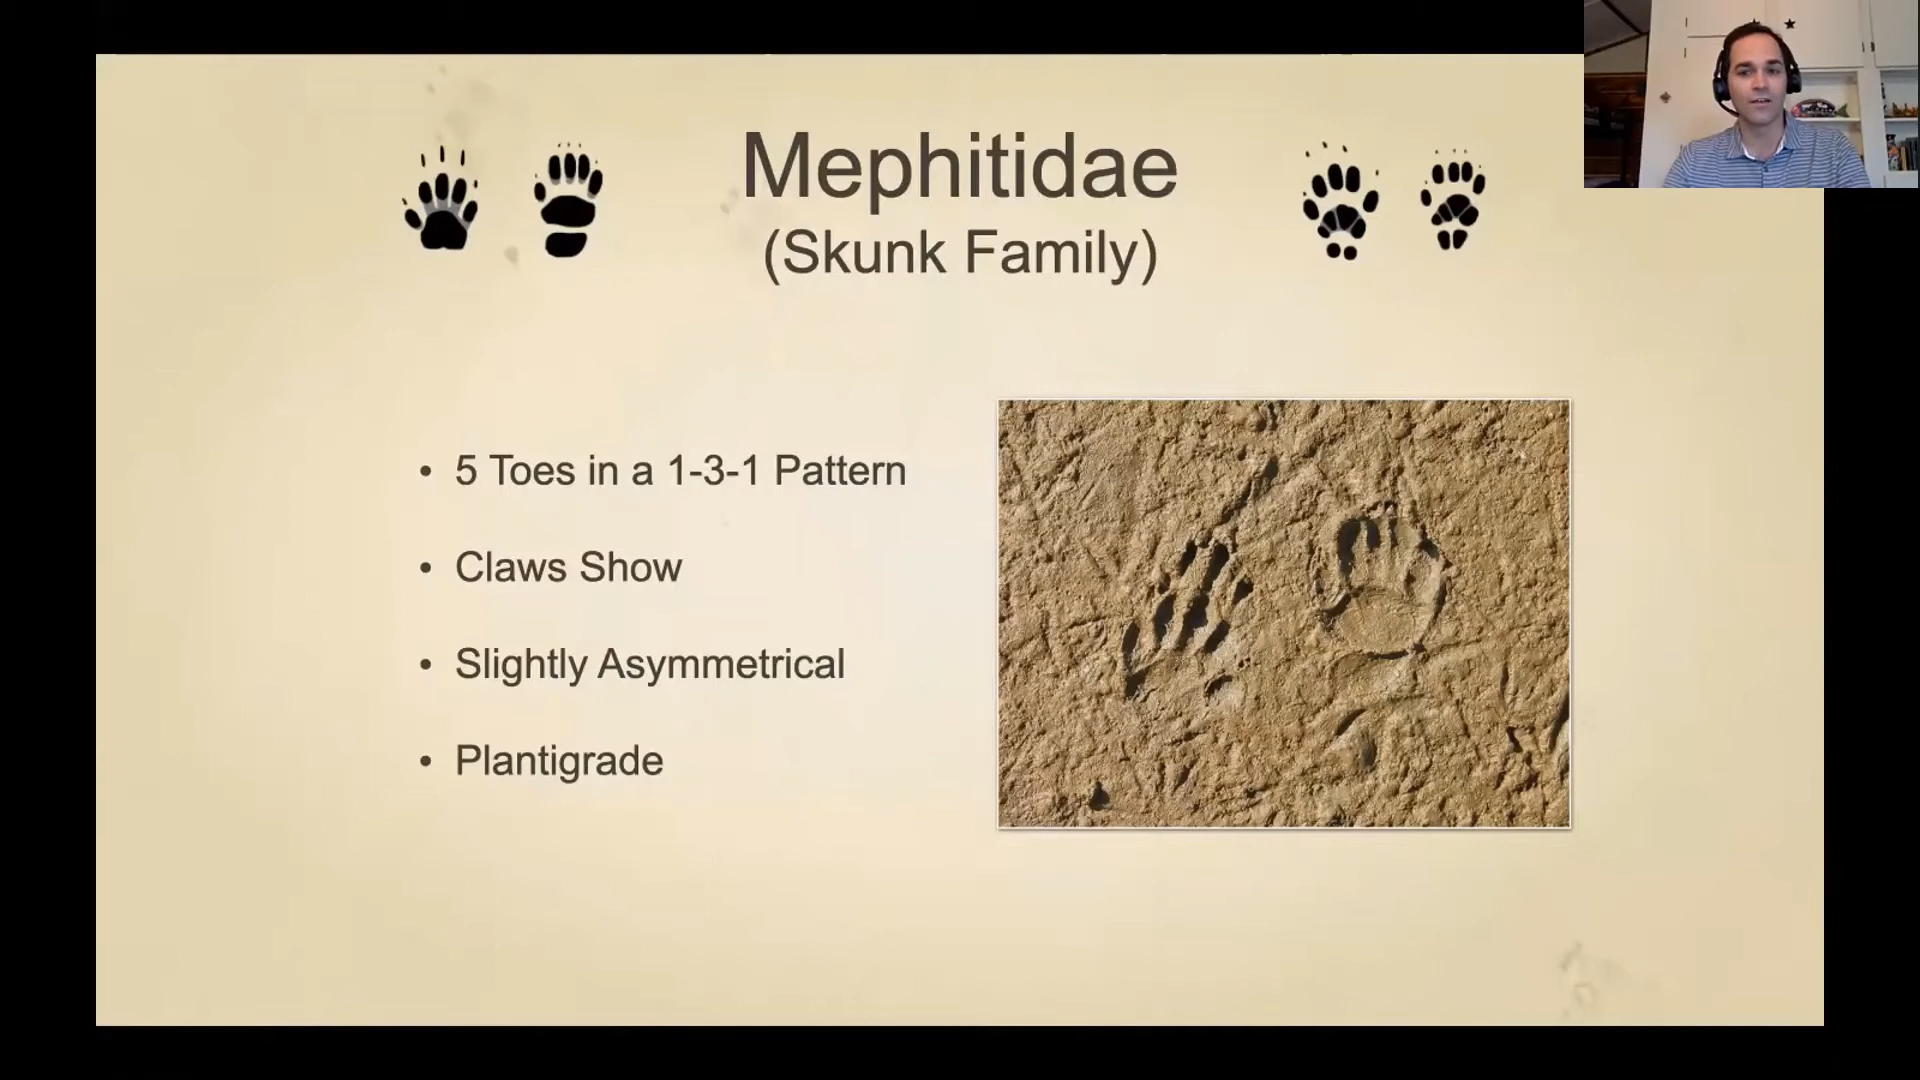 Mephitidae
(Skunk Family)
• 5 Toes in a 1-3-1 Pattern
• Claws Show
• Slightly Asymmetrical
• Plantigrade